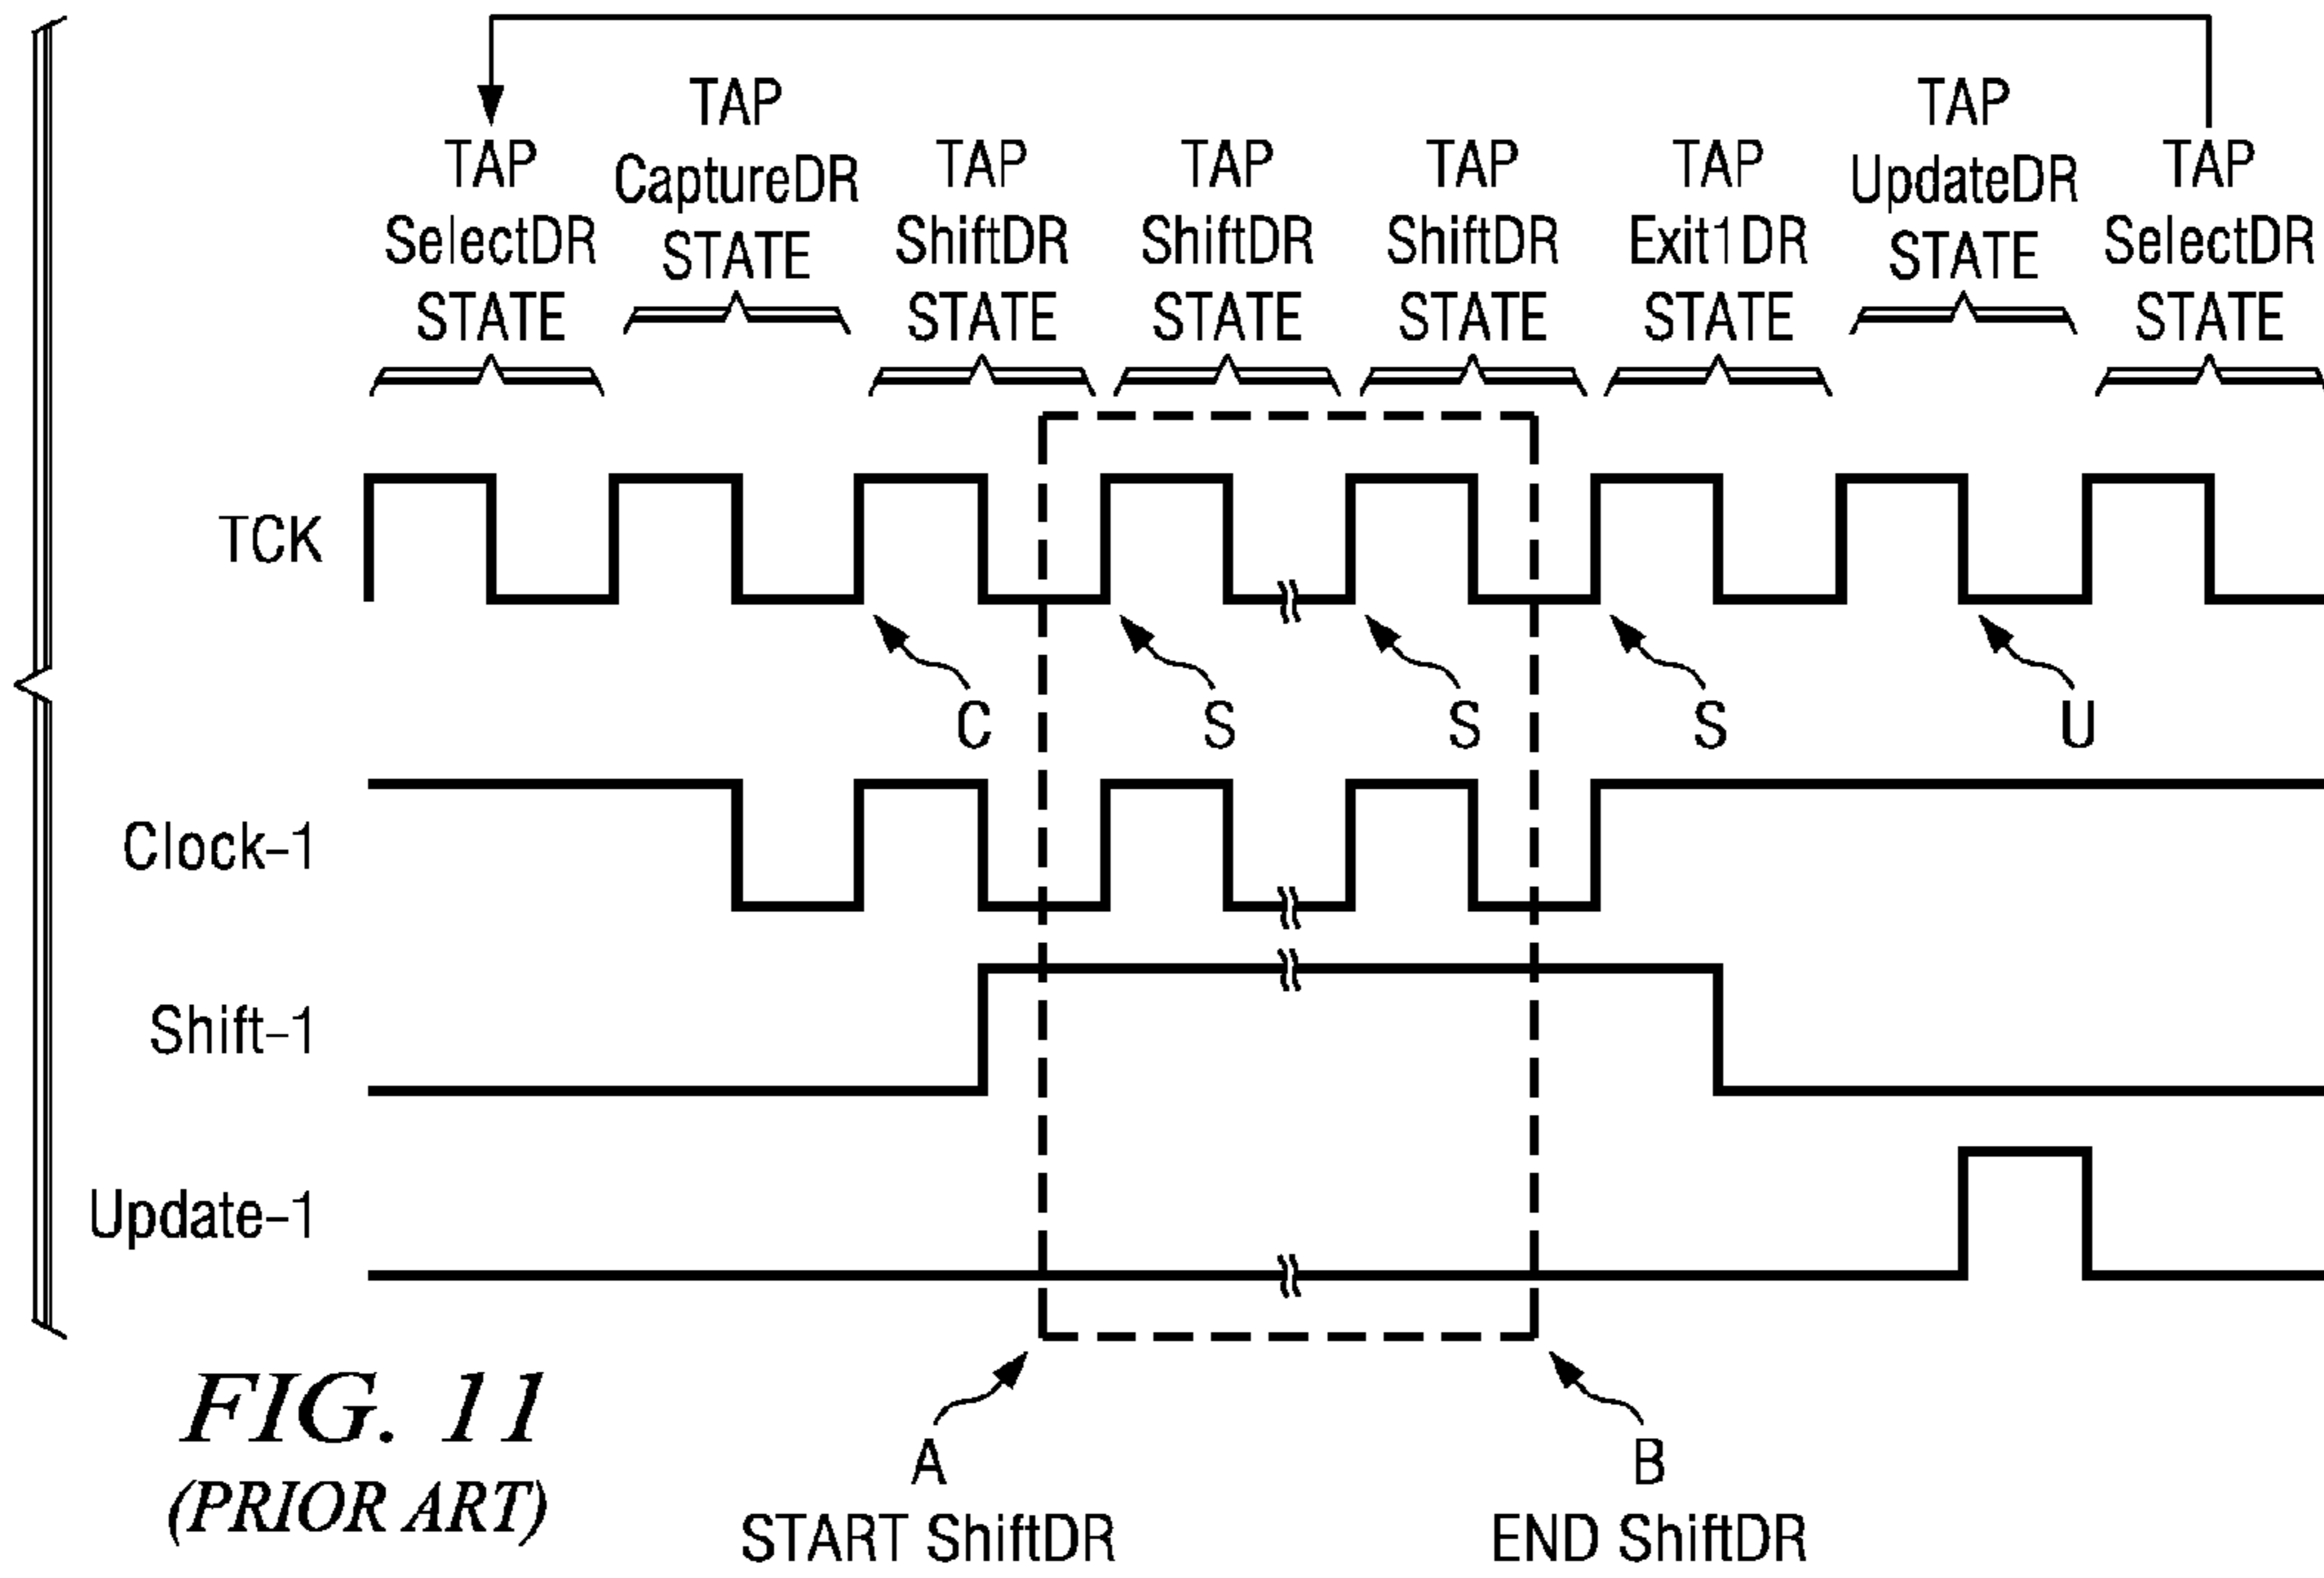 TAP
SelectDR
STATE
TAP
CaptureDR
STATE
TAP
ShiftDR
STATE
TAP
ShiftDR
STATE
TAP
ShiftDR
STATE
TAP
Exit1DR
STATE
TAP
UpdateDR
STATE
TAP
SelectDR
STATE
TCK
C
S
S
S
U
Clock-1
Shift-1
Update-1
A
START ShiftDR
B
END ShiftDR
FIG. 11
(PRIOR ART)